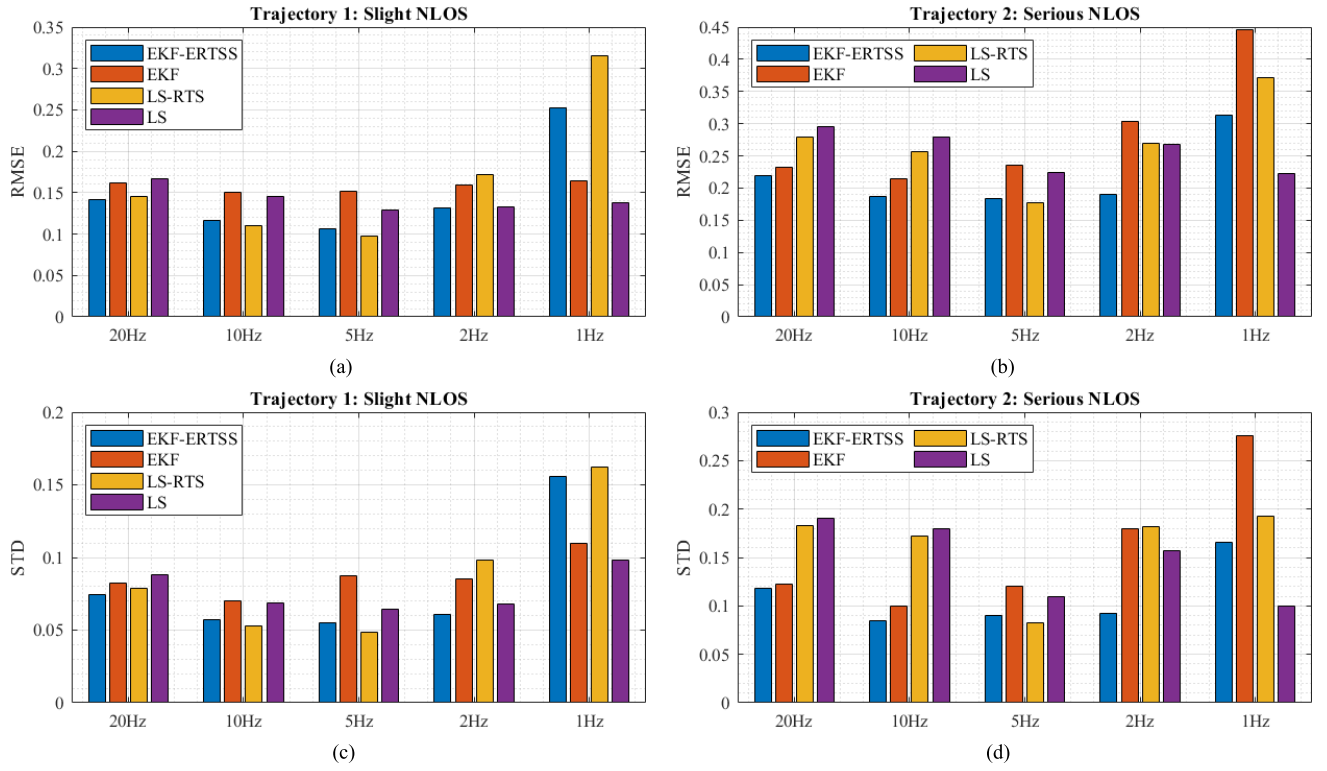 Trajectory 1: Slight NLOS
RMSE
0.35
0.3
0.25
0.2
0.15
0.1
0.05
0
EKF-ERTSS
EKF
LS-RTS
LS
20Hz 10Hz 5Hz 2Hz 1Hz
(a)
Trajectory 2: Serious NLOS
RMSE
0.45
0.4
0.35
0.3
0.25
0.2
0.15
0.1
0.05
0
EKF-ERTSS LS-RTS
EKF LS
20Hz 10Hz 5Hz 2Hz 1Hz
(b)
Trajectory 1: Slight NLOS
STD
0.2
0.15
0.1
0.05
0
EKF-ERTSS
EKF
LS-RTS
LS
20Hz 10Hz 5Hz 2Hz 1Hz
(c)
Trajectory 2: Serious NLOS
STD
0.3
0.25
0.2
0.15
0.1
0.05
0
EKF-ERTSS LS-RTS
EKF LS
20Hz 10Hz 5Hz 2Hz 1Hz
(d)